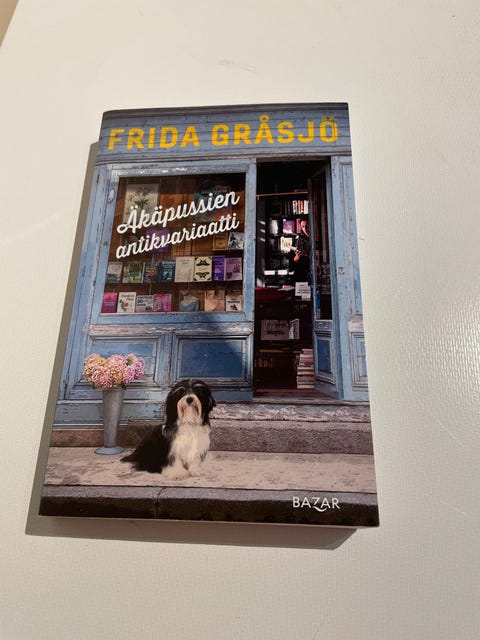 FRIDA GRÅSJÖ
Äkäpussien
antikvariaatti
BAZAR